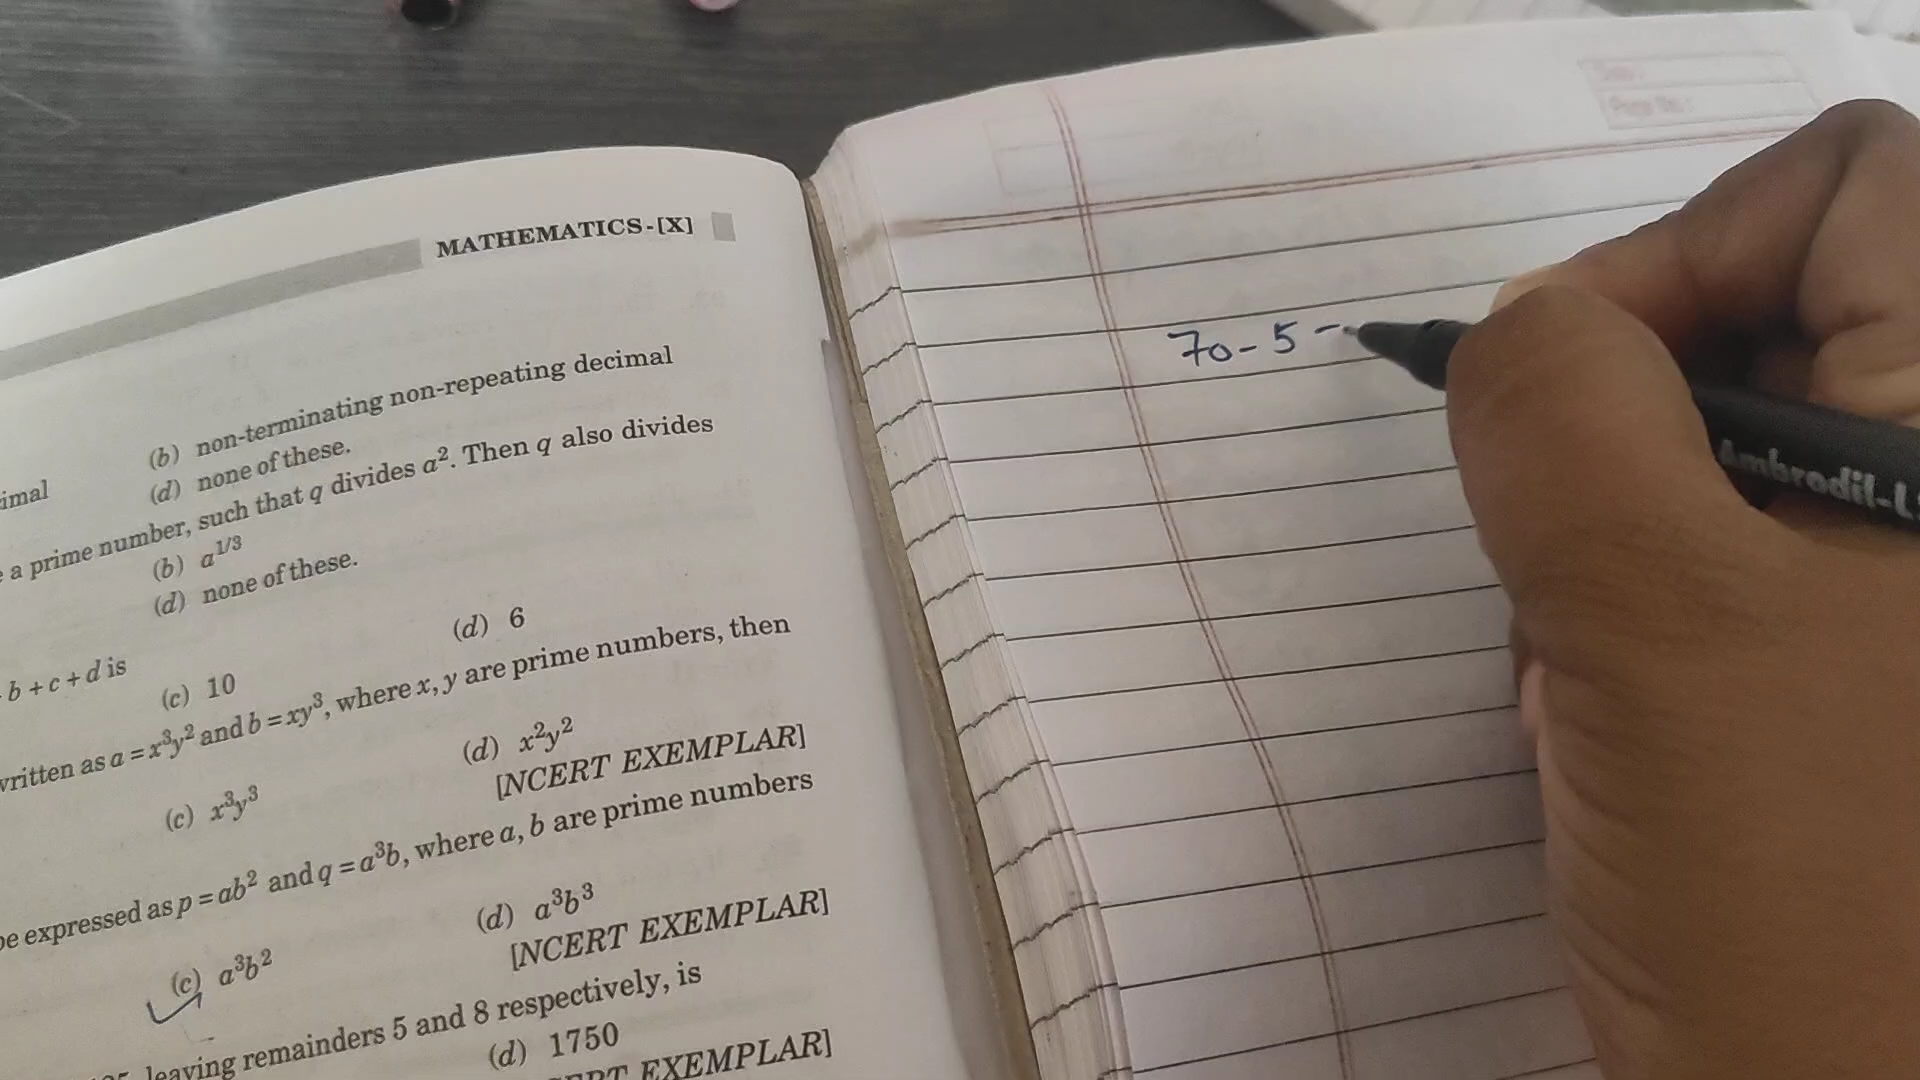 MATHEMATICS-[X]
(b) non-terminating non-repeating decimal
imal (d) none of these.
a prime number, such that q divides a². Then q also divides
(b) a^1/3
(d) none of these.
b + c + d is
(c) 10 (d) 6
written as a = x³y² and b = xy³, where x, y are prime numbers, then
(c) x³y³ (d) x²y²
[NCERT EXEMPLAR]
be expressed as p = ab² and q = a³b, where a, b are prime numbers
(c) a³b² (d) a³b³
[NCERT EXEMPLAR]
leaving remainders 5 and 8 respectively, is
(d) 1750
EXEMPLAR]
Page No :
70 - 5 -
Ambrodil-L